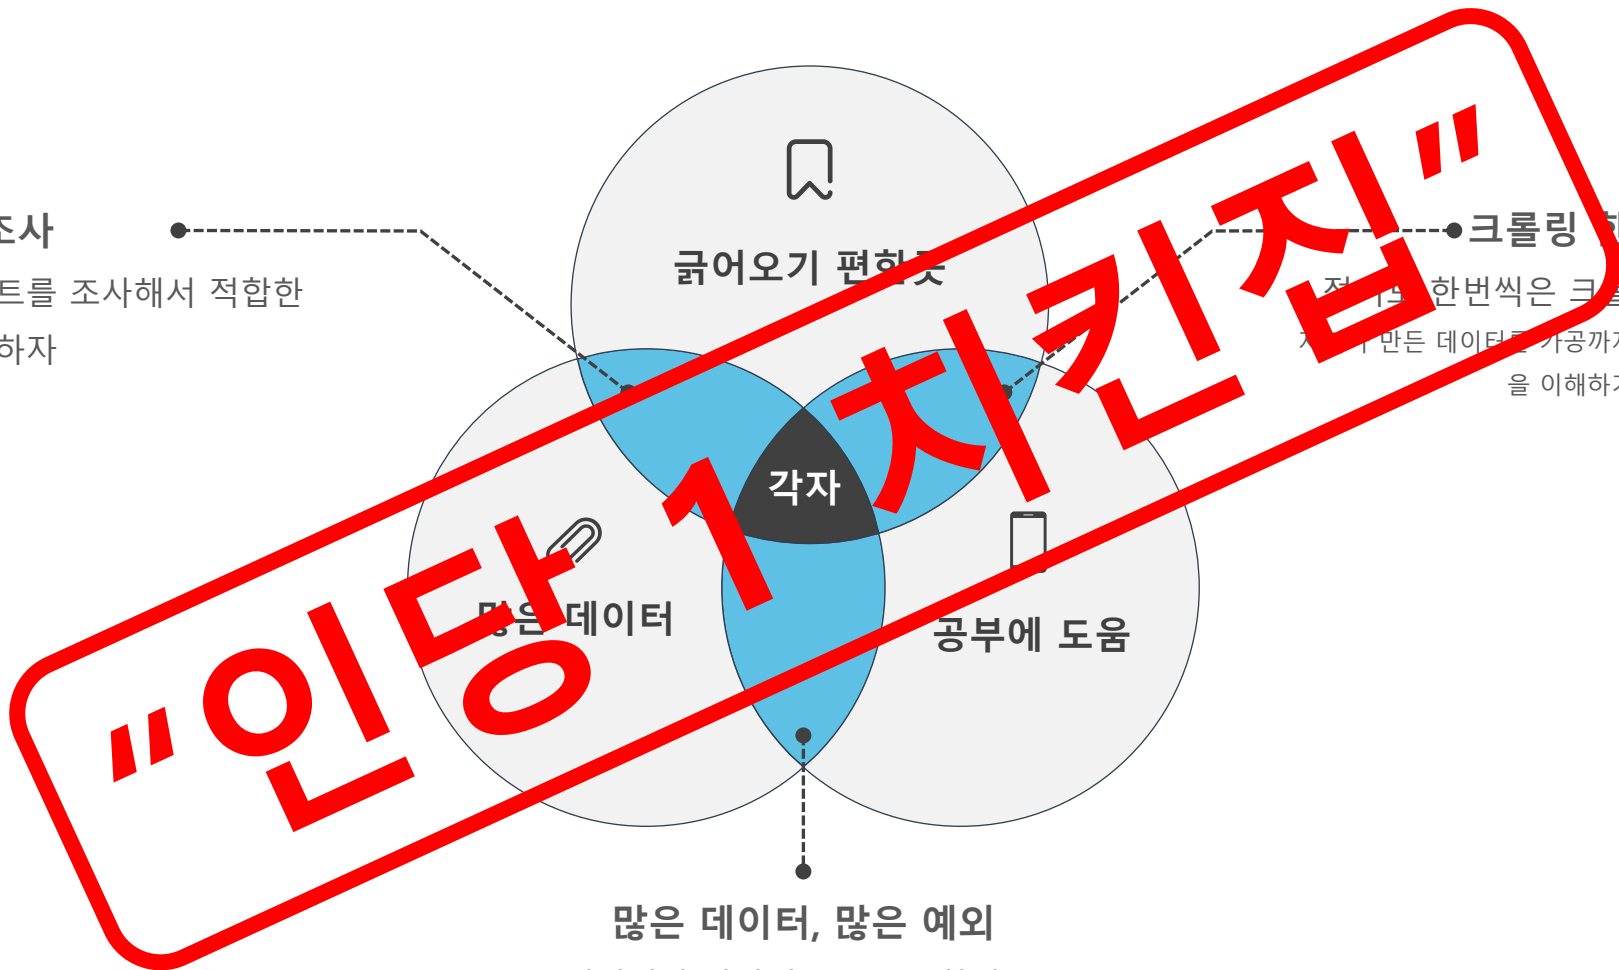 긁어오기 편한곳
조사
트를 조사해서 적합한
하자
크롤링
한번씩은
만든 데이터를 가공까지
을 이해하
각자
많은 데이터
공부에 도움
"인당 1 치킨집"
많은 데이터, 많은 예외